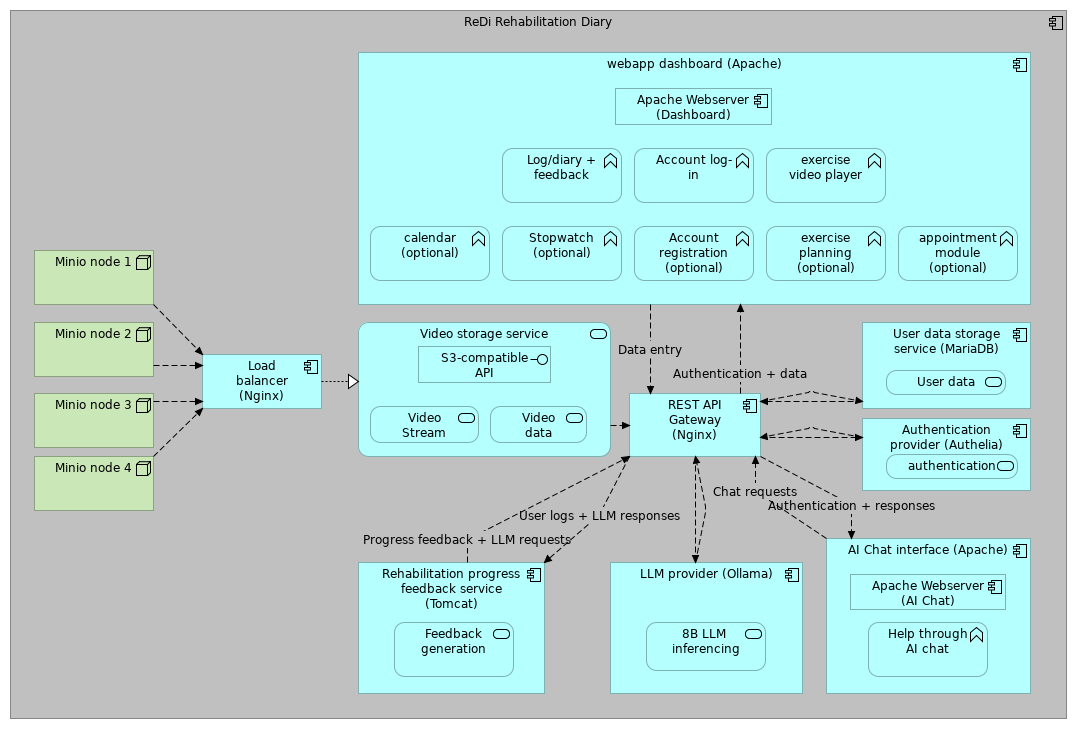 ReDi Rehabilitation Diary
webapp dashboard (Apache)
Apache Webserver
(Dashboard)
Log/diary +
feedback
Account log-
in
exercise
video player
calendar
(optional)
Stopwatch
(optional)
Account
registration
(optional)
exercise
planning
(optional)
appointment
module
(optional)
Minio node 1
Minio node 2
Minio node 3
Minio node 4
Load
balancer
(Nginx)
Video storage service
S3-compatible
API
Video
Stream
Video
data
Data entry
Authentication + data
REST API
Gateway
(Nginx)
User data storage
service (MariaDB)
User data
Authentication
provider (Authelia)
authentication
Chat requests
Authentication + responses
User logs + LLM responses
Progress feedback + LLM requests
Rehabilitation progress
feedback service
(Tomcat)
Feedback
generation
LLM provider (Ollama)
8B LLM
inferencing
AI Chat interface (Apache)
Apache Webserver
(AI Chat)
Help through
AI chat